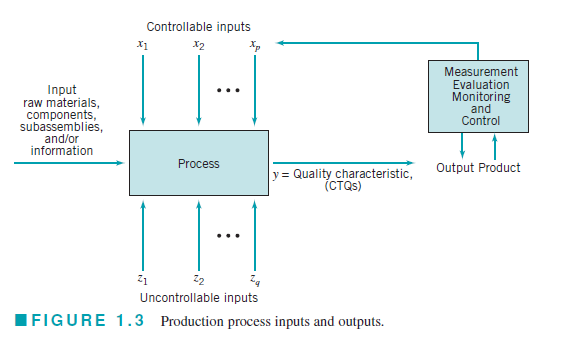 Controllable inputs
x1 x2 xp
Input
raw materials,
components,
subassemblies,
and/or
information
Process
y = Quality characteristic,
(CTQs)
Measurement
Evaluation
Monitoring
and
Control
Output Product
z1 z2 zq
Uncontrollable inputs
FIGURE 1.3 Production process inputs and outputs.